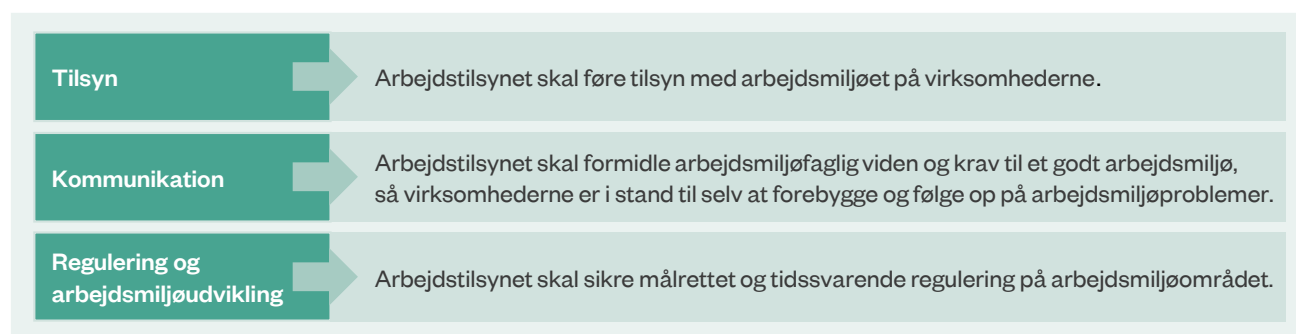 Tilsyn
Arbejdstilsynet skal føre tilsyn med arbejdsmiljøet på virksomhederne.
Kommunikation
Arbejdstilsynet skal formidle arbejdsmiljøfaglig viden og krav til et godt arbejdsmiljø,
så virksomhederne er i stand til selv at forebygge og følge op på arbejdsmiljøproblemer.
Regulering og
arbejdsmiljøudvikling
Arbejdstilsynet skal sikre målrettet og tidssvarende regulering på arbejdsmiljøområdet.